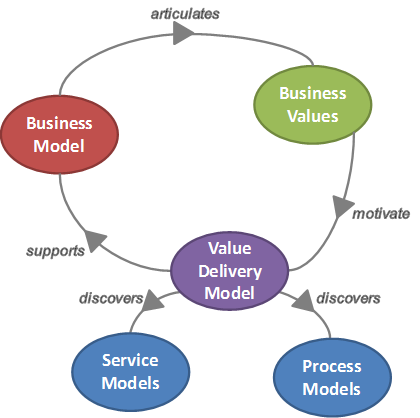 articulates
Business
Model
Business
Values
motivate
supports
Value
Delivery
Model
discovers
discovers
Service
Models
Process
Models